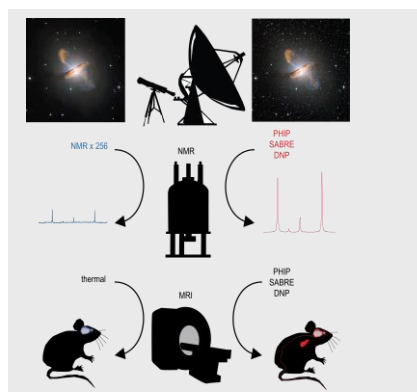 NMR x 256
NMR
PHIP
SABRE
DNP
thermal
MRI
PHIP
SABRE
DNP